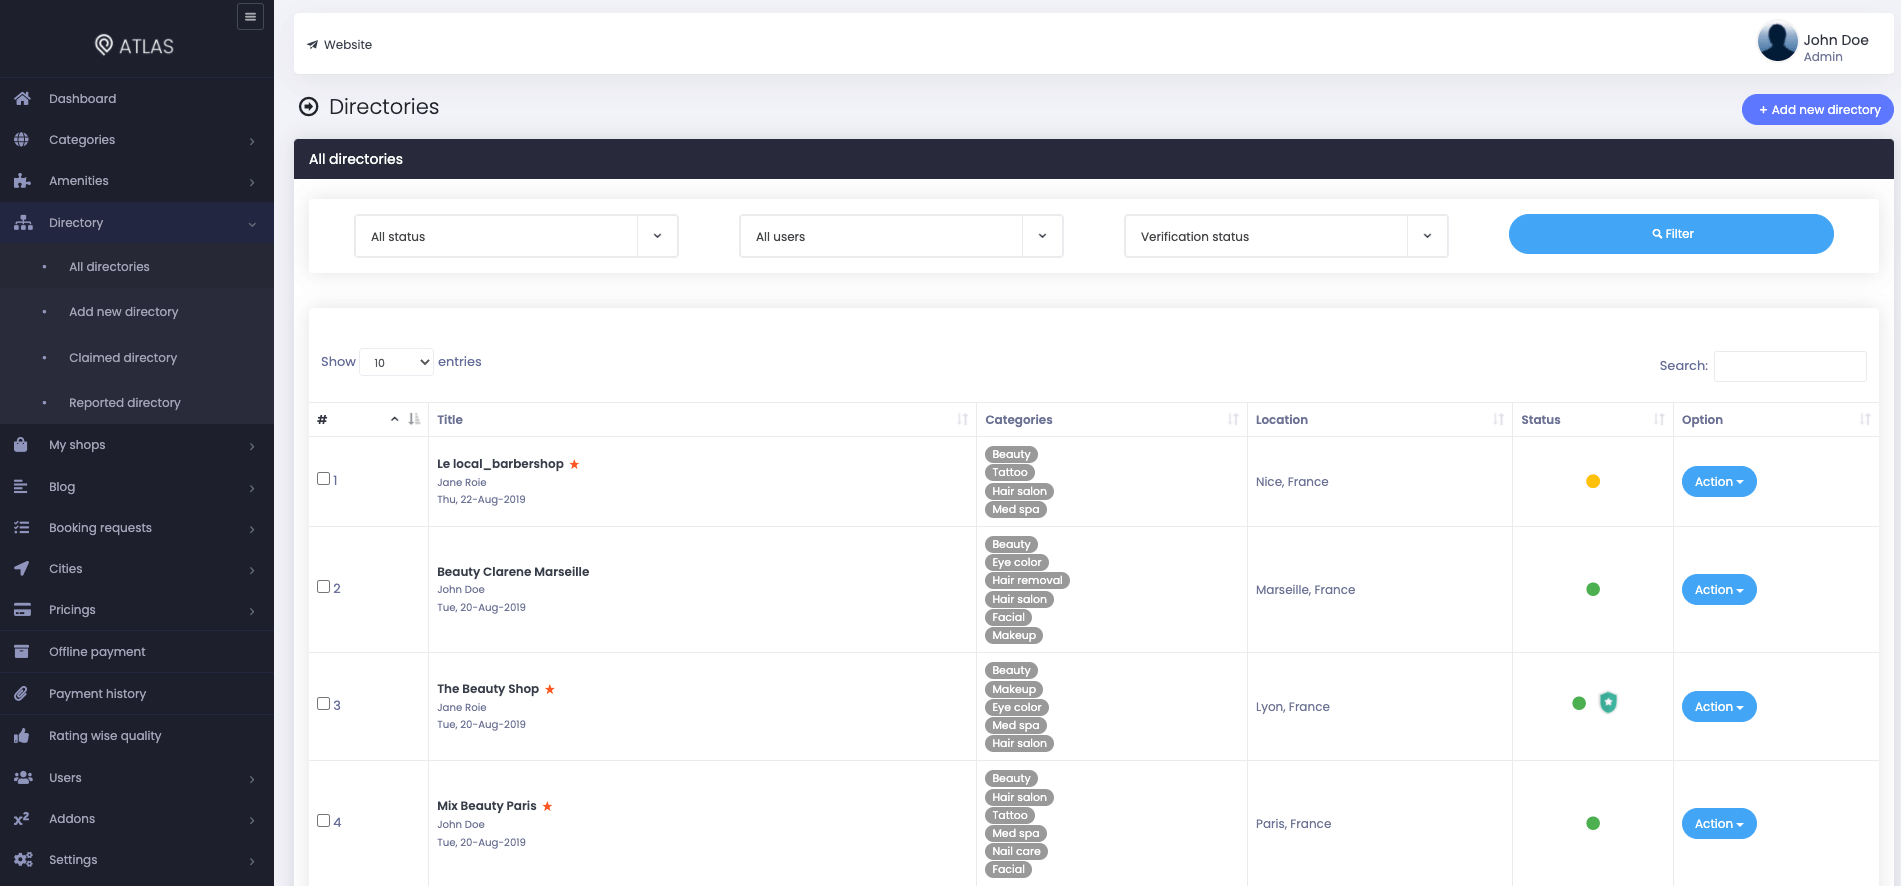 ATLAS
Dashboard
Categories
Amenities
Directory
All directories
Add new directory
Claimed directory
Reported directory
My shops
Blog
Booking requests
Cities
Pricings
Offline payment
Payment history
Rating wise quality
Users
Addons
Settings
Website
John Doe
Admin
Directories
+ Add new directory
All directories
All status
All users
Verification status
Filter
Show 10 entries
Search:
# Title Categories Location Status Option
1
Le local_barbershop
Jane Roie
Thu, 22-Aug-2019
Beauty
Tattoo
Hair salon
Med spa
Nice, France
Action
2
Beauty Clarene Marseille
John Doe
Tue, 20-Aug-2019
Beauty
Eye color
Hair removal
Hair salon
Facial
Makeup
Marseille, France
Action
3
The Beauty Shop
Jane Roie
Tue, 20-Aug-2019
Beauty
Makeup
Eye color
Med spa
Hair salon
Lyon, France
Action
4
Mix Beauty Paris
John Doe
Tue, 20-Aug-2019
Beauty
Hair salon
Tattoo
Med spa
Nail care
Facial
Paris, France
Action